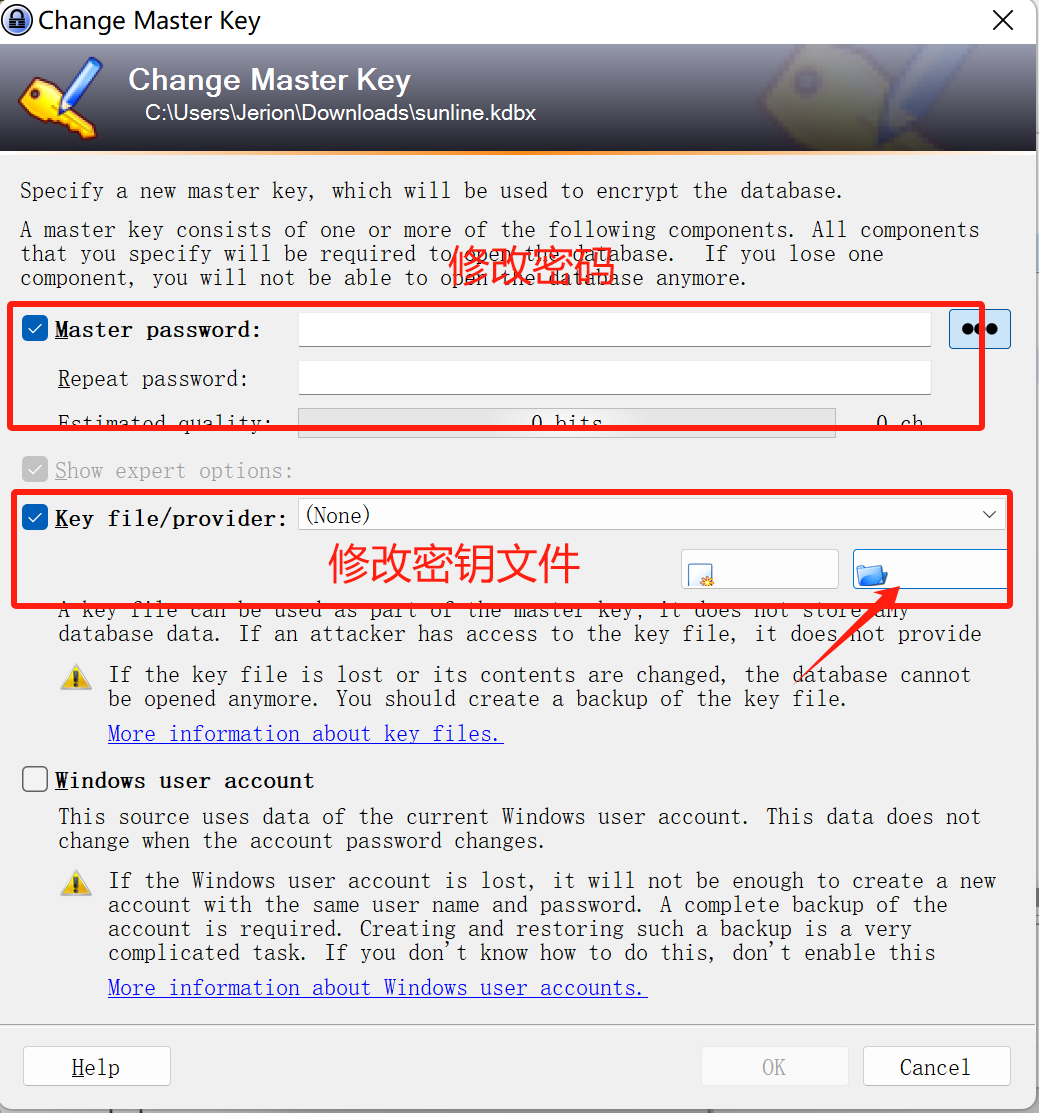 Change Master Key
Change Master Key
C:\Users\Jerion\Downloads\sunline.kdbx
Specify a new master key, which will be used to encrypt the database.
A master key consists of one or more of the following components. All components
that you specify will be required to open the database. If you lose one
component, you will not be able to open the database anymore.
修改密码
Master password:
Repeat password:
Estimated quality: 0 bits 0 ch
Show expert options:
Key file/provider: (None)
修改密钥文件
A key file can be used as part of the master key; it does not store any
database data. If an attacker has access to the key file, it does not provide
If the key file is lost or its contents are changed, the database cannot
be opened anymore. You should create a backup of the key file.
More information about key files.
Windows user account
This source uses data of the current Windows user account. This data does not
change when the account password changes.
If the Windows user account is lost, it will not be enough to create a new
account with the same user name and password. A complete backup of the
account is required. Creating and restoring such a backup is a very
complicated task. If you don't know how to do this, don't enable this
More information about Windows user accounts.
Help OK Cancel